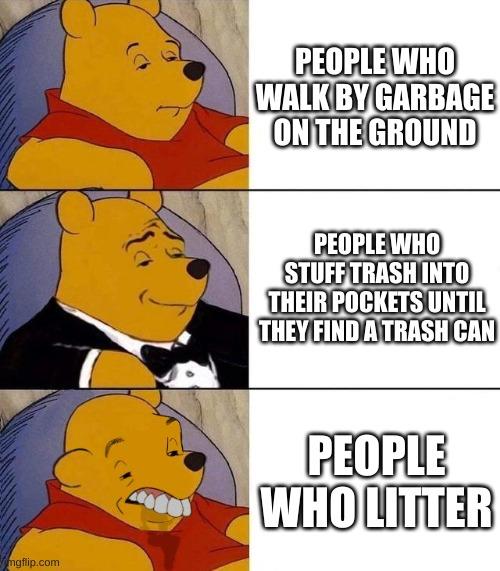 PEOPLE WHO
WALK BY GARBAGE
ON THE GROUND
PEOPLE WHO
STUFF TRASH INTO
THEIR POCKETS UNTIL
THEY FIND A TRASH CAN
PEOPLE
WHO LITTER
imgflip.com